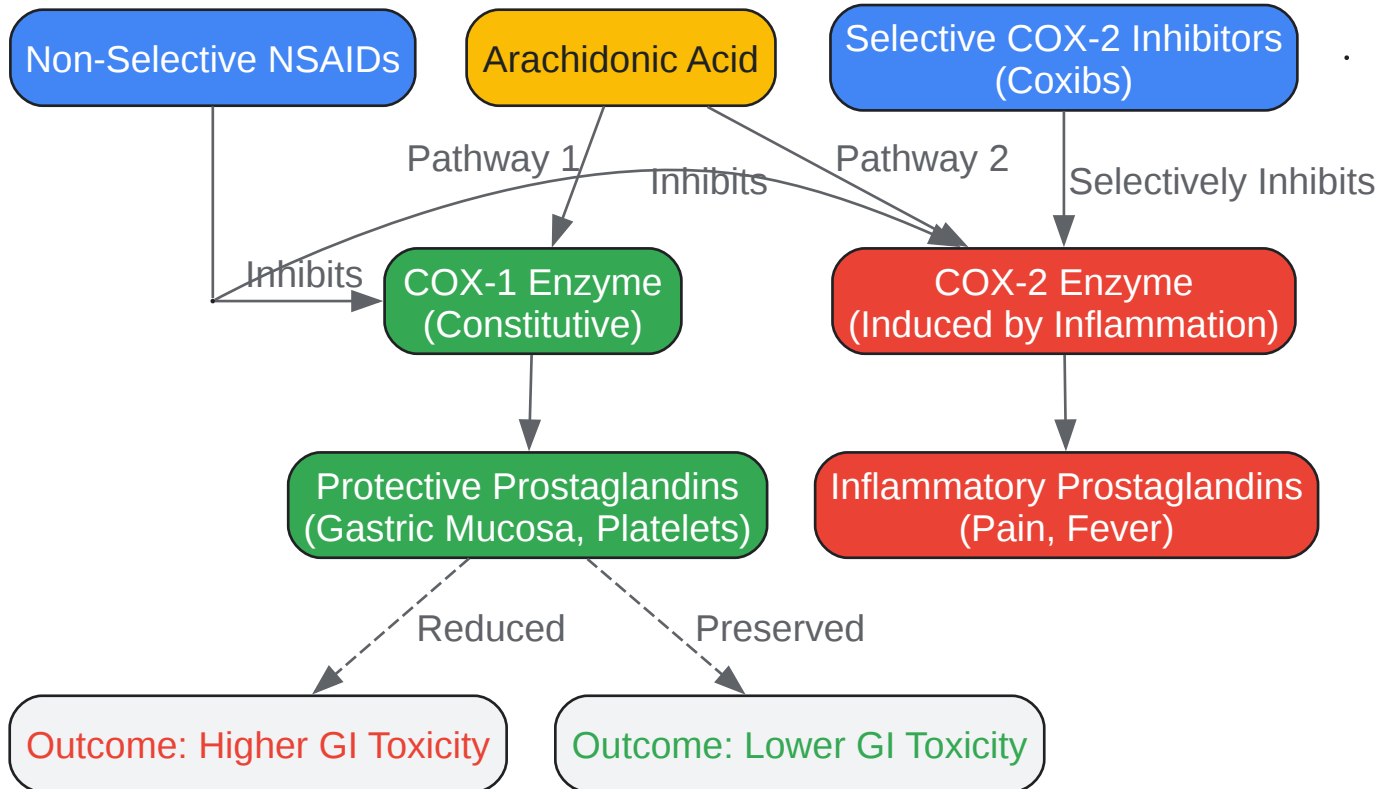 Non-Selective NSAIDs
Arachidonic Acid
Selective COX-2 Inhibitors
(Coxibs)
Pathway 1
Inhibits
Pathway 2
Selectively Inhibits
Inhibits
COX-1 Enzyme
(Constitutive)
COX-2 Enzyme
(Induced by Inflammation)
Protective Prostaglandins
(Gastric Mucosa, Platelets)
Inflammatory Prostaglandins
(Pain, Fever)
Reduced
Preserved
Outcome: Higher GI Toxicity
Outcome: Lower GI Toxicity